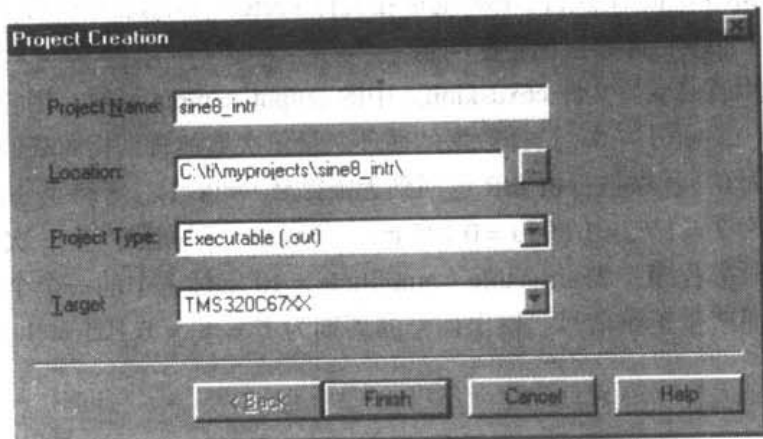 Project Creation
Project Name: sine8_intr
Location: C:\ti\myprojects\sine8_intr\
...
Project Type: Executable (.out)
Target TMS320C67XX
< Back Finish Cancel Help